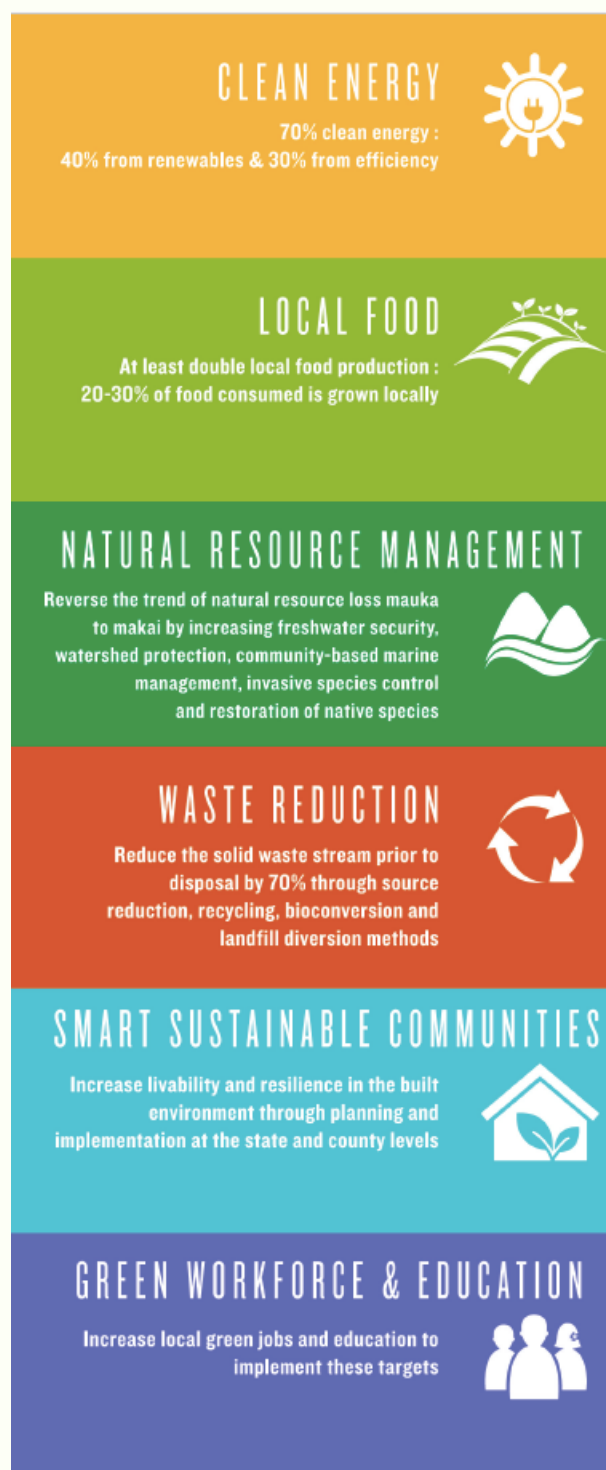 CLEAN ENERGY
70% clean energy :
40% from renewables & 30% from efficiency
LOCAL FOOD
At least double local food production :
20-30% of food consumed is grown locally
NATURAL RESOURCE MANAGEMENT
Reverse the trend of natural resource loss mauka
to makai by increasing freshwater security,
watershed protection, community-based marine
management, invasive species control
and restoration of native species
WASTE REDUCTION
Reduce the solid waste stream prior to
disposal by 70% through source
reduction, recycling, bioconversion and
landfill diversion methods
SMART SUSTAINABLE COMMUNITIES
Increase livability and resilience in the built
environment through planning and
implementation at the state and county levels
GREEN WORKFORCE & EDUCATION
Increase local green jobs and education to
implement these targets